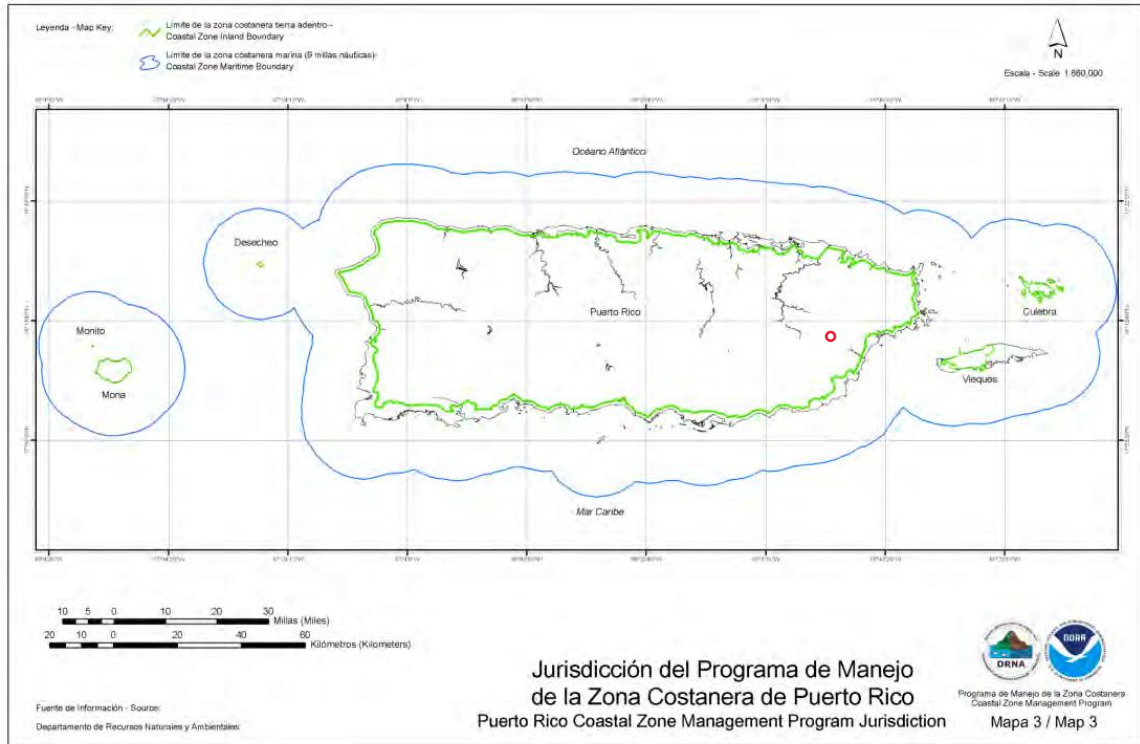 Leyenda - Map Key:
Límite de la zona costanera tierra adentro -
Coastal Zone Inland Boundary
Límite de la zona costanera marina (9 millas náuticas)
Coastal Zone Maritime Boundary
N
Escala - Scale 1:660,000
Océano Atlántico
Desecheo
Monito
Mona
Puerto Rico
Culebra
Vieques
Mar Caribe
10 5 0 10 20 30
Millas (Miles)
20 10 0 20 40 60
Kilómetros (Kilometers)
Jurisdicción del Programa de Manejo
de la Zona Costanera de Puerto Rico
Puerto Rico Coastal Zone Management Program Jurisdiction
DRNA
NOAA
Programa de Manejo de la Zona Costanera
Coastal Zone Management Program
Mapa 3 / Map 3
Fuente de Información - Source:
Departamento de Recursos Naturales y Ambientales